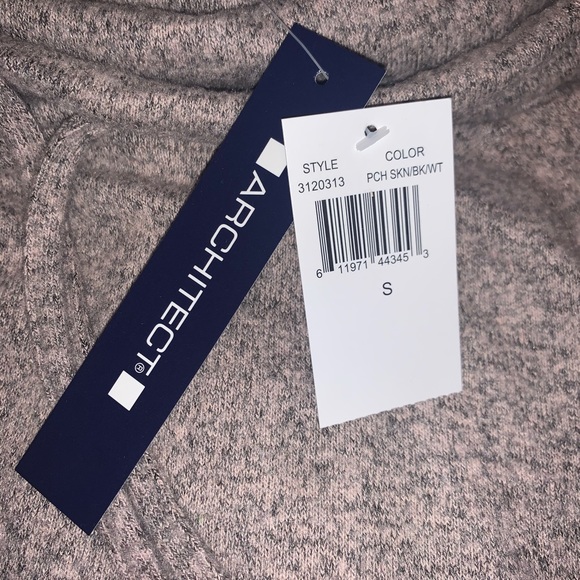 ARCHITECT®
STYLE COLOR
3120313 PCH SKN/BK/WT
6 11971 44345 3
S